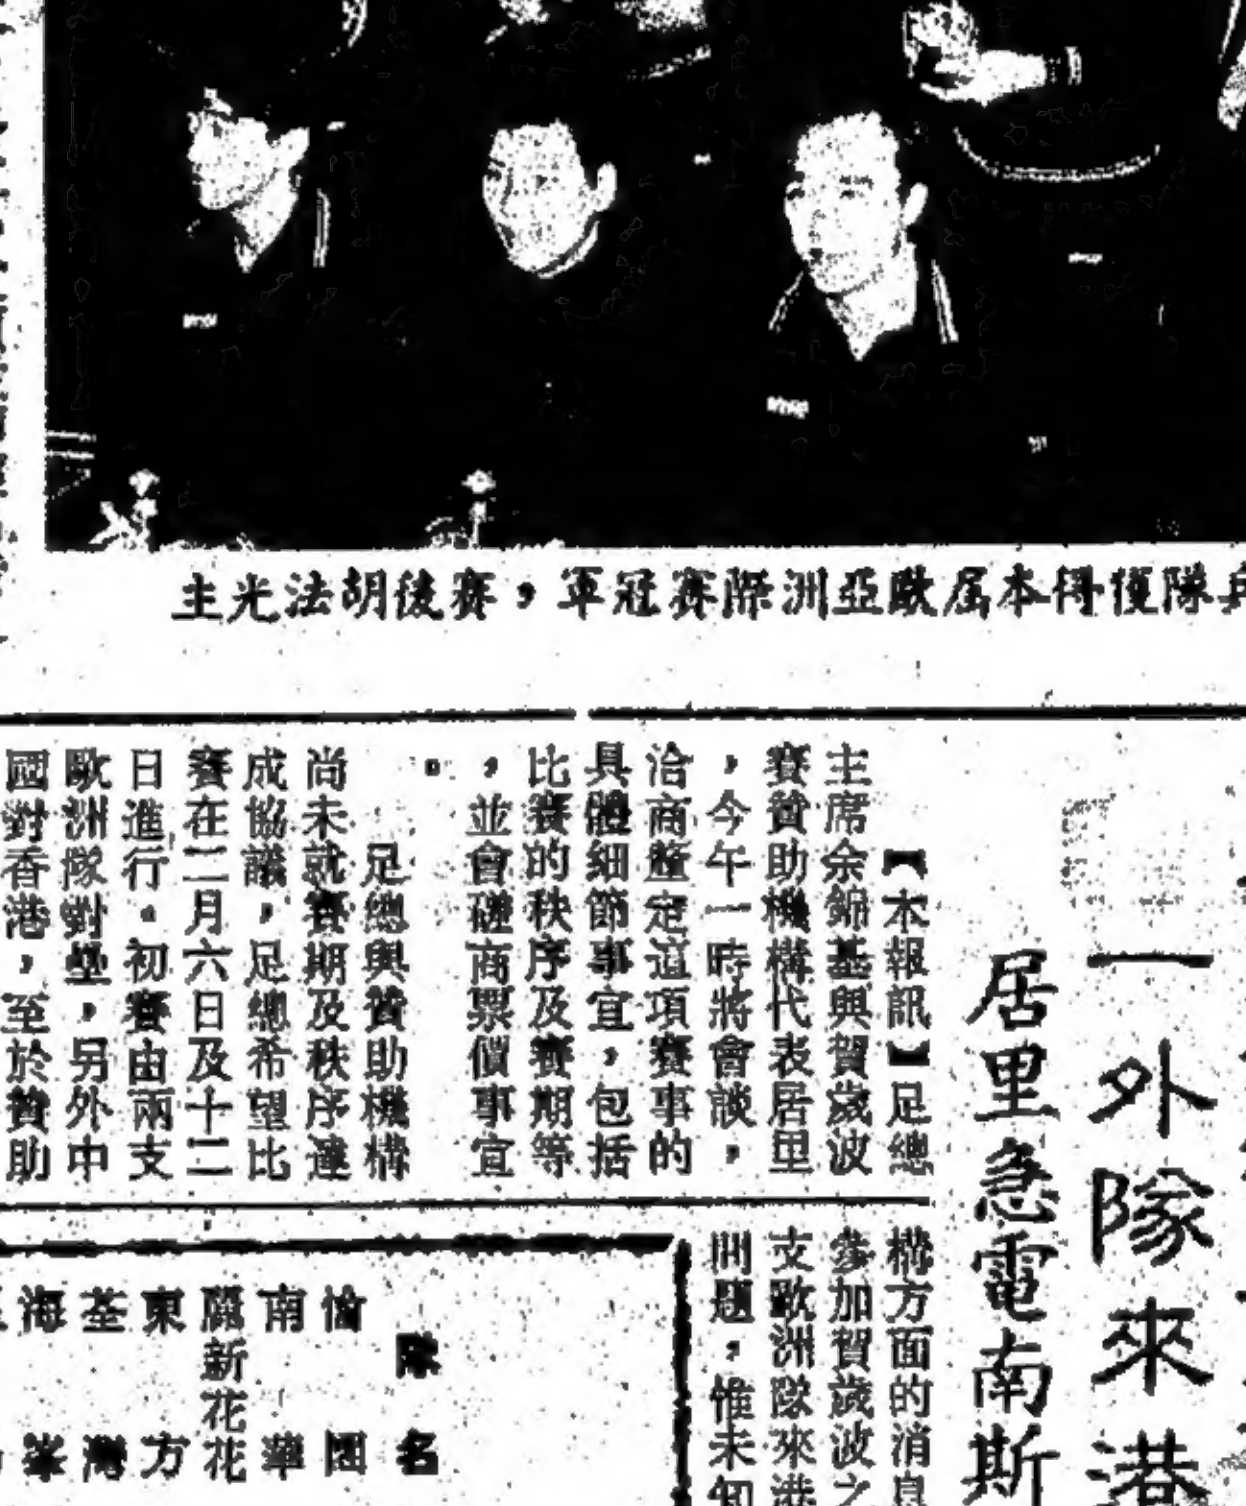 隊獲得本屆歐亞洲際賽冠軍，賽後胡法光主
一外隊來港
居里急電南斯
【本報訊】足總
主席余錦基與賀歲波
賽贊助機構代表居里
，今午一時將會談，
洽商釐定這項賽事的
具體細節事宜，包括
比賽的秩序及賽期等
，並會磋商票價事宜
。
足總與贊助機構
尚未就賽期及秩序達
成協議，足總希望比
賽在二月六日及十二
日進行。初賽由兩支
歐洲隊對壘，另外中
國對香港，至於贊助
構方面的消息
參加賀歲波之
支歐洲隊來港
問題，惟未知
隊名
愉園
南華
麗新花花
東方
荃灣
海峯